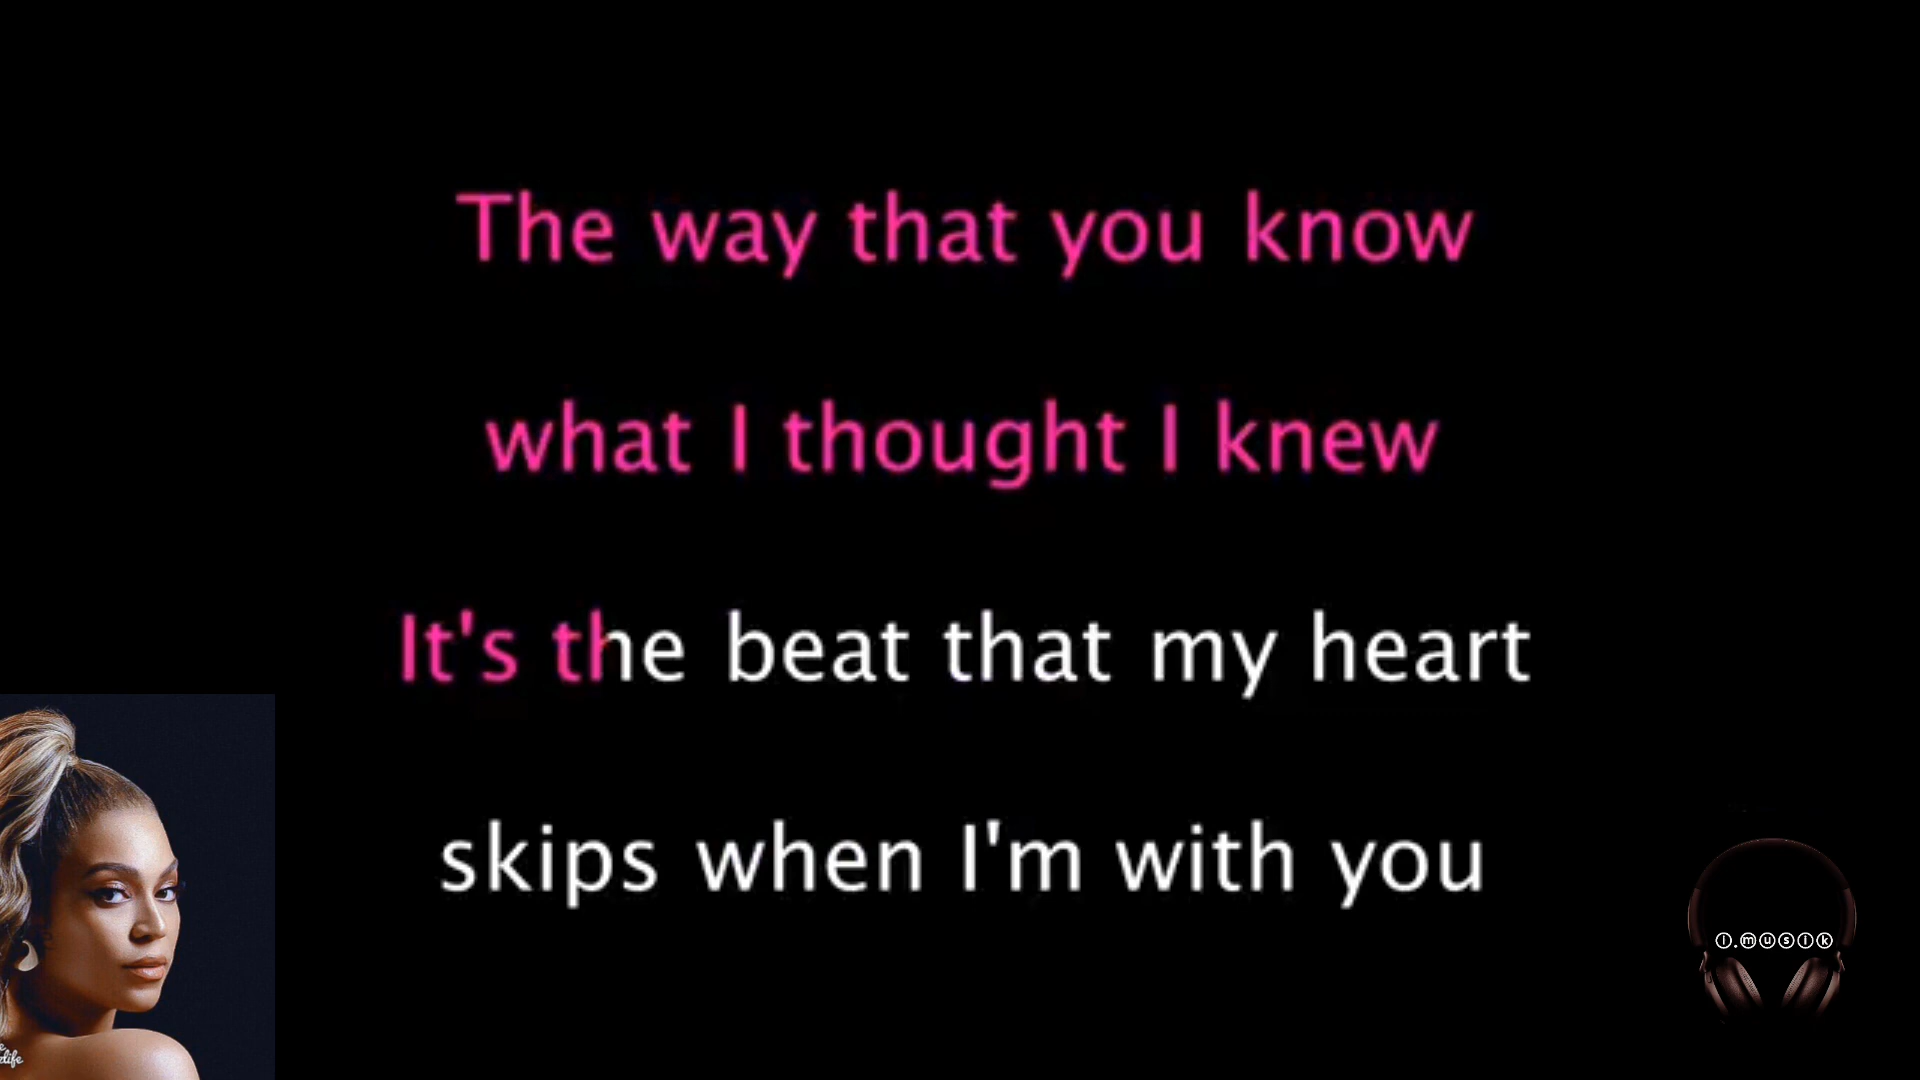 The way that you know
what I thought I knew
It's the beat that my heart
skips when I'm with you
i.musik